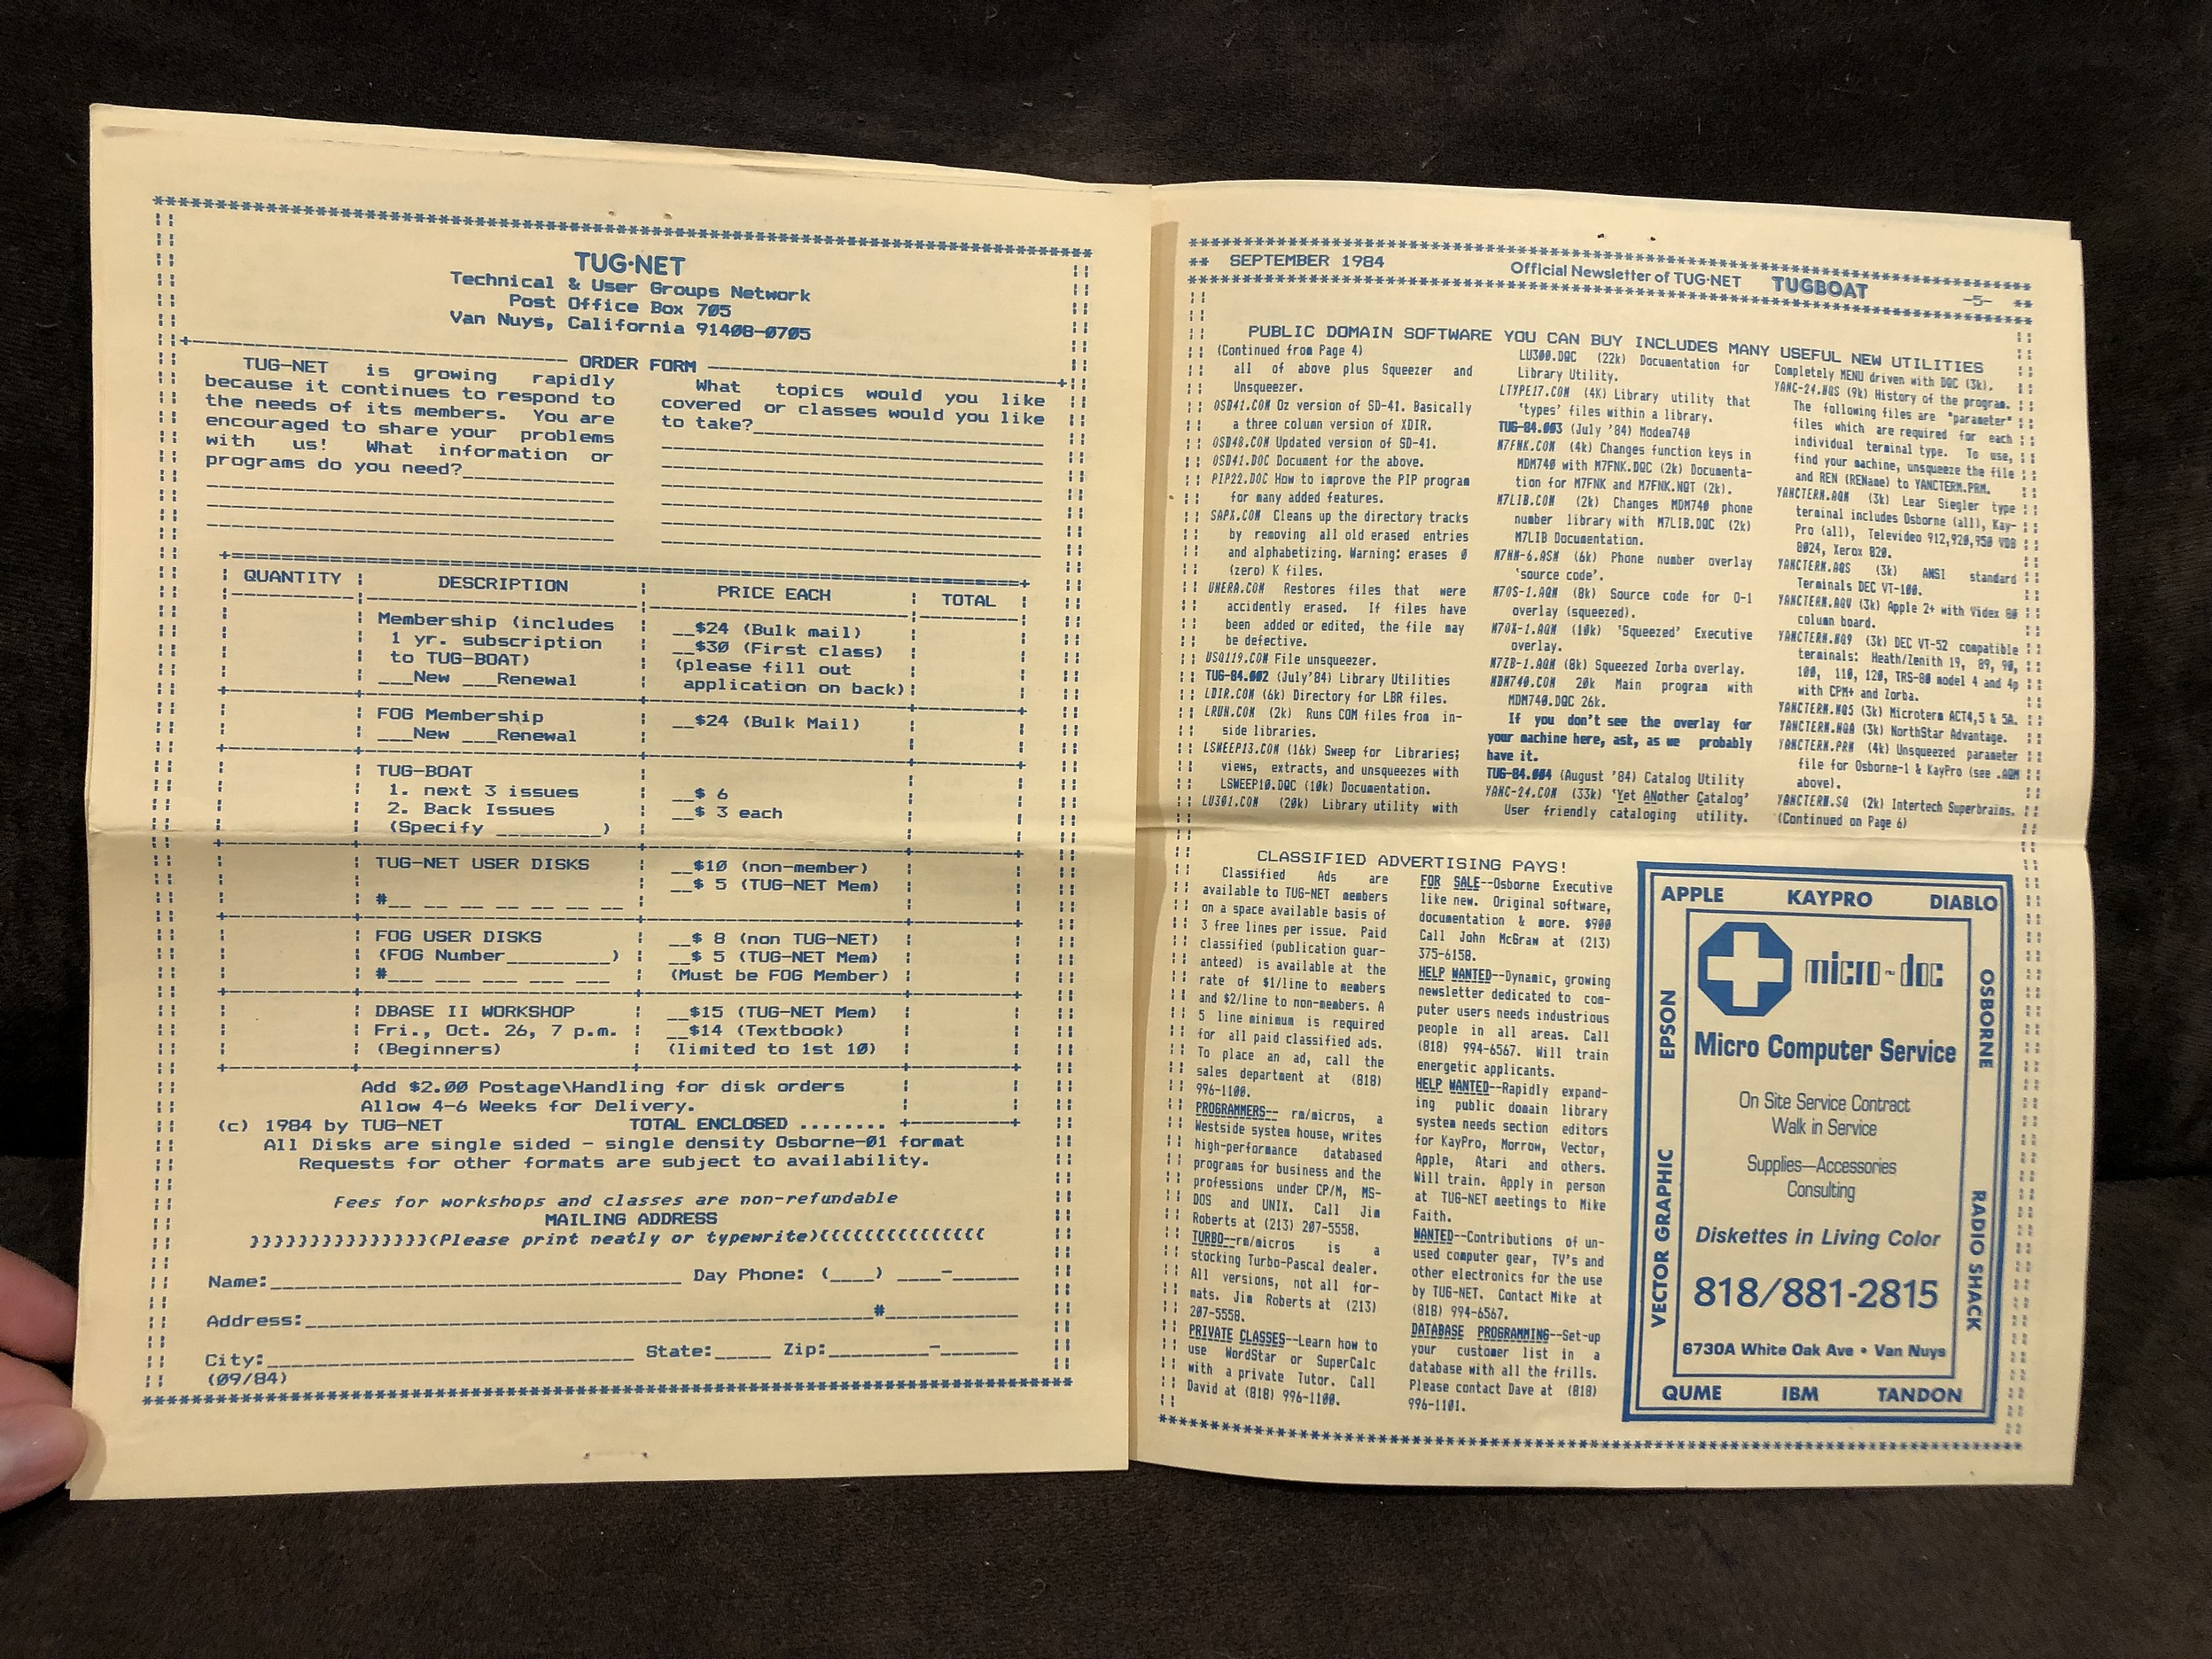 TUG·NET
Technical & User Groups Network
Post Office Box 705
Van Nuys, California 91408-0705
ORDER FORM
TUG-NET is growing rapidly
because it continues to respond to
the needs of its members. You are
encouraged to share your problems
with us! What information or
programs do you need?
What topics would you like
covered or classes would you like
to take?
QUANTITY DESCRIPTION PRICE EACH TOTAL
Membership (includes
1 yr. subscription
to TUG-BOAT)
___New ___Renewal
__$24 (Bulk mail)
__$30 (First class)
(please fill out
application on back)
FOG Membership
___New ___Renewal
__$24 (Bulk Mail)
TUG-BOAT
1. next 3 issues
2. Back Issues
(Specify _________)
__$ 6
__$ 3 each
TUG-NET USER DISKS
#__ __ __ __ __ __ __
__$10 (non-member)
__$ 5 (TUG-NET Mem)
FOG USER DISKS
(FOG Number_________)
#___ ___ ___ ___ ___
__$ 8 (non TUG-NET)
__$ 5 (TUG-NET Mem)
(Must be FOG Member)
DBASE II WORKSHOP
Fri., Oct. 26, 7 p.m.
(Beginners)
__$15 (TUG-NET Mem)
__$14 (Textbook)
(limited to 1st 10)
Add $2.00 Postage\Handling for disk orders
Allow 4-6 Weeks for Delivery.
(c) 1984 by TUG-NET TOTAL ENCLOSED ........
All Disks are single sided - single density Osborne-01 format
Requests for other formats are subject to availability.
Fees for workshops and classes are non-refundable
MAILING ADDRESS
)))))))))))))))(Please print neatly or typewrite)(((((((((((((((
Name: Day Phone: (____) ____-______
Address: #
City: State:_____ Zip:________-______
(09/84)
** SEPTEMBER 1984 Official Newsletter of TUG·NET TUGBOAT -5- **
PUBLIC DOMAIN SOFTWARE YOU CAN BUY INCLUDES MANY USEFUL NEW UTILITIES
(Continued from Page 4)
all of above plus Squeezer and
Unsqueezer.
OSD41.COM Oz version of SD-41. Basically
a three column version of XDIR.
OSD48.COM Updated version of SD-41.
OSD41.DOC Document for the above.
PIP22.DOC How to improve the PIP program
for many added features.
SAPX.COM Cleans up the directory tracks
by removing all old erased entries
and alphabetizing. Warning: erases 0
(zero) K files.
UNERA.COM Restores files that were
accidently erased. If files have
been added or edited, the file may
be defective.
USQ119.COM File unsqueezer.
TUG-84.002 (July'84) Library Utilities
LDIR.COM (6k) Directory for LBR files.
LRUN.COM (2k) Runs COM files from in-
side libraries.
LSWEEP13.COM (16k) Sweep for Libraries;
views, extracts, and unsqueezes with
LSWEEP10.DQC (10k) Documentation.
LU301.COM (20k) Library utility with
LU300.DQC (22k) Documentation for
Library Utility.
LTYPE17.COM (4K) Library utility that
'types' files within a library.
TUG-84.003 (July '84) Modem740
M7FNK.COM (4k) Changes function keys in
MDM740 with M7FNK.DQC (2k) Documenta-
tion for M7FNK and M7FNK.NQT (2k).
M7LIB.COM (2k) Changes MDM740 phone
number library with M7LIB.DQC (2k)
M7LIB Documentation.
M7NM-6.ASM (6k) Phone number overlay
'source code'.
M7OS-1.AQM (8k) Source code for O-1
overlay (squeezed).
M7OX-1.AQM (10k) 'Squeezed' Executive
overlay.
M7ZB-1.AQM (8k) Squeezed Zorba overlay.
MDM740.COM 20k Main program with
MDM740.DQC 26k.
If you don't see the overlay for
your machine here, ask, as we probably
have it.
TUG-84.004 (August '84) Catalog Utility
YANC-24.COM (33k) 'Yet ANother Catalog'
User friendly cataloging utility.
Completely MENU driven with DQC (3k).
YANC-24.HQS (9k) History of the program.
The following files are "parameter"
files which are required for each
individual terminal type. To use,
find your machine, unsqueeze the file
and REN (REName) to YANCTERM.PRM.
YANCTERM.AQM (3k) Lear Siegler type
terminal includes Osborne (all), Kay-
Pro (all), Televideo 912,920,950 VDB
8024, Xerox 820.
YANCTERM.AQS (3k) ANSI standard
Terminals DEC VT-100.
YANCTERM.AQV (3k) Apple 2+ with Videx 80
column board.
YANCTERM.HQ9 (3k) DEC VT-52 compatible
terminals: Heath/Zenith 19, 89, 90,
100, 110, 120, TRS-80 model 4 and 4p
with CPM+ and Zorba.
YANCTERM.MQ5 (3k) Microterm ACT4,5 & 5A.
YANCTERM.NQA (3k) NorthStar Advantage.
YANCTERM.PRM (4k) Unsqueezed parameter
file for Osborne-1 & KayPro (see .AQM
above).
YANCTERM.SQ (2k) Intertech Superbrains.
(Continued on Page 6)
CLASSIFIED ADVERTISING PAYS!
Classified Ads are
available to TUG-NET members
on a space available basis of
3 free lines per issue. Paid
classified (publication guar-
anteed) is available at the
rate of $1/line to members
and $2/line to non-members. A
5 line minimum is required
for all paid classified ads.
To place an ad, call the
sales department at (818)
996-1100.
PROGRAMMERS-- rm/micros, a
Westside system house, writes
high-performance databased
programs for business and the
professions under CP/M, MS-
DOS and UNIX. Call Jim
Roberts at (213) 207-5558.
TURBO--rm/micros is a
stocking Turbo-Pascal dealer.
All versions, not all for-
mats. Jim Roberts at (213)
207-5558.
PRIVATE CLASSES--Learn how to
use WordStar or SuperCalc
with a private Tutor. Call
David at (818) 996-1100.
FOR SALE--Osborne Executive
like new. Original software,
documentation & more. $900
Call John McGraw at (213)
375-6158.
HELP WANTED--Dynamic, growing
newsletter dedicated to com-
puter users needs industrious
people in all areas. Call
(818) 994-6567. Will train
energetic applicants.
HELP WANTED--Rapidly expand-
ing public domain library
system needs section editors
for KayPro, Morrow, Vector,
Apple, Atari and others.
Will train. Apply in person
at TUG-NET meetings to Mike
Faith.
WANTED--Contributions of un-
used computer gear, TV's and
other electronics for the use
by TUG-NET. Contact Mike at
(818) 994-6567.
DATABASE PROGRAMMING--Set-up
your customer list in a
database with all the frills.
Please contact Dave at (818)
996-1101.
APPLE KAYPRO DIABLO
EPSON
VECTOR GRAPHIC
micro-doc
Micro Computer Service
On Site Service Contract
Walk in Service
Supplies—Accessories
Consulting
Diskettes in Living Color
818/881-2815
6730A White Oak Ave • Van Nuys
OSBORNE
RADIO SHACK
QUME IBM TANDON